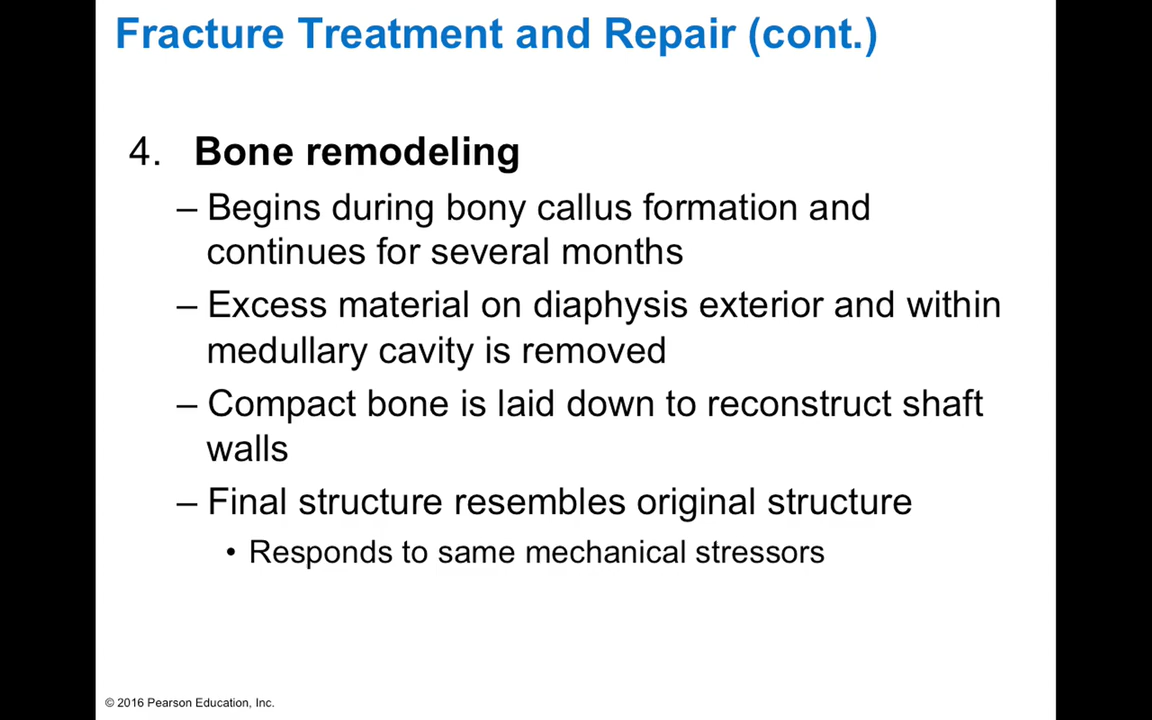 Fracture Treatment and Repair (cont.)
4. Bone remodeling
– Begins during bony callus formation and
continues for several months
– Excess material on diaphysis exterior and within
medullary cavity is removed
– Compact bone is laid down to reconstruct shaft
walls
– Final structure resembles original structure
• Responds to same mechanical stressors
© 2016 Pearson Education, Inc.